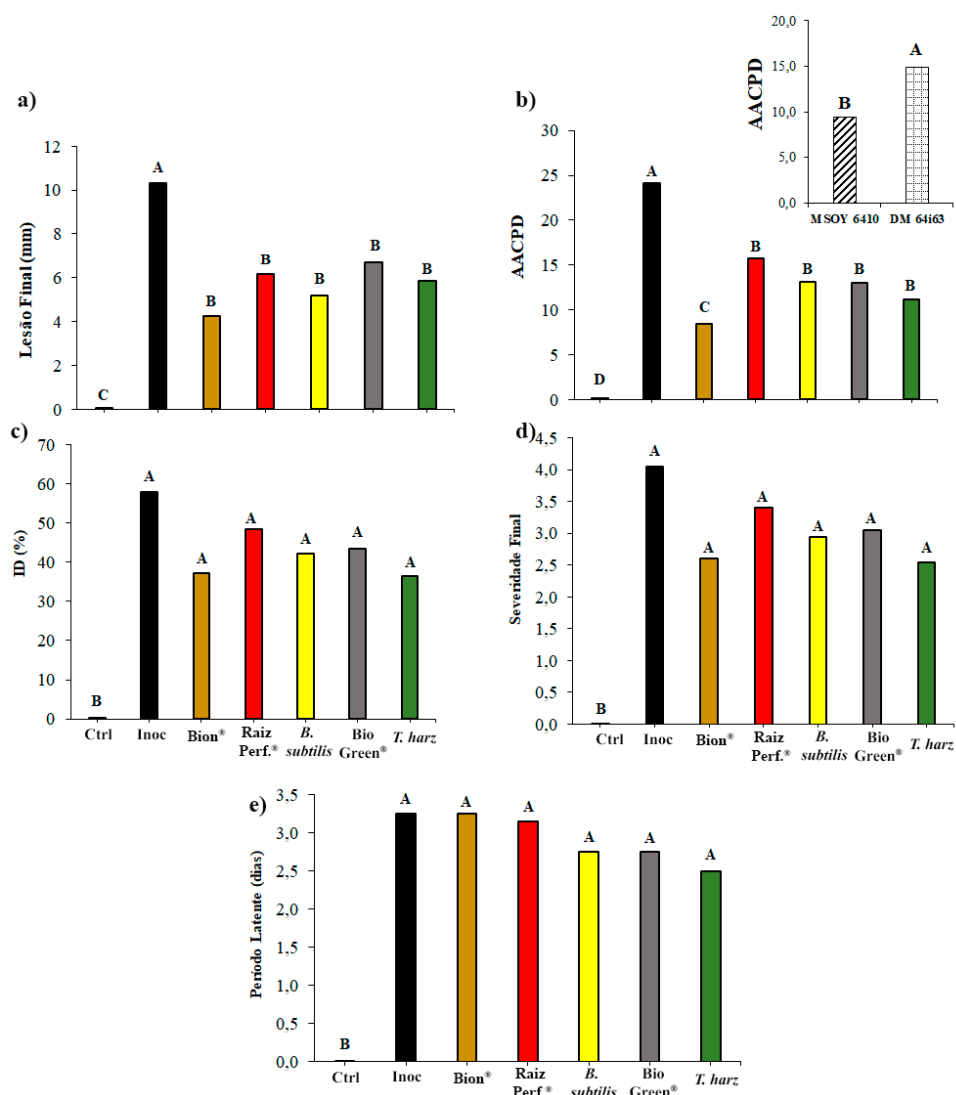 a)
Lesão Final (mm)
12
10
8
6
4
2
0
C
A
B
B
B
B
B
b)
AACPD
30
25
20
15
10
5
0
D
A
C
B
B
B
B
AACPD
20,0
15,0
10,0
5,0
0,0
B
A
MSOY 6410 DM 64i63
c)
ID (%)
70
60
50
40
30
20
10
0
B
A
A
A
A
A
A
Ctrl Inoc Bion® Raiz Perf.® B. subtilis Bio Green® T. harz
d)
Severidade Final
4,5
4,0
3,5
3,0
2,5
2,0
1,5
1,0
0,5
0,0
B
A
A
A
A
A
A
Ctrl Inoc Bion® Raiz Perf.® B. subtilis Bio Green® T. harz
e)
Período Latente (dias)
3,5
3,0
2,5
2,0
1,5
1,0
0,5
0,0
B
A
A
A
A
A
A
Ctrl Inoc Bion® Raiz Perf.® B. subtilis Bio Green® T. harz